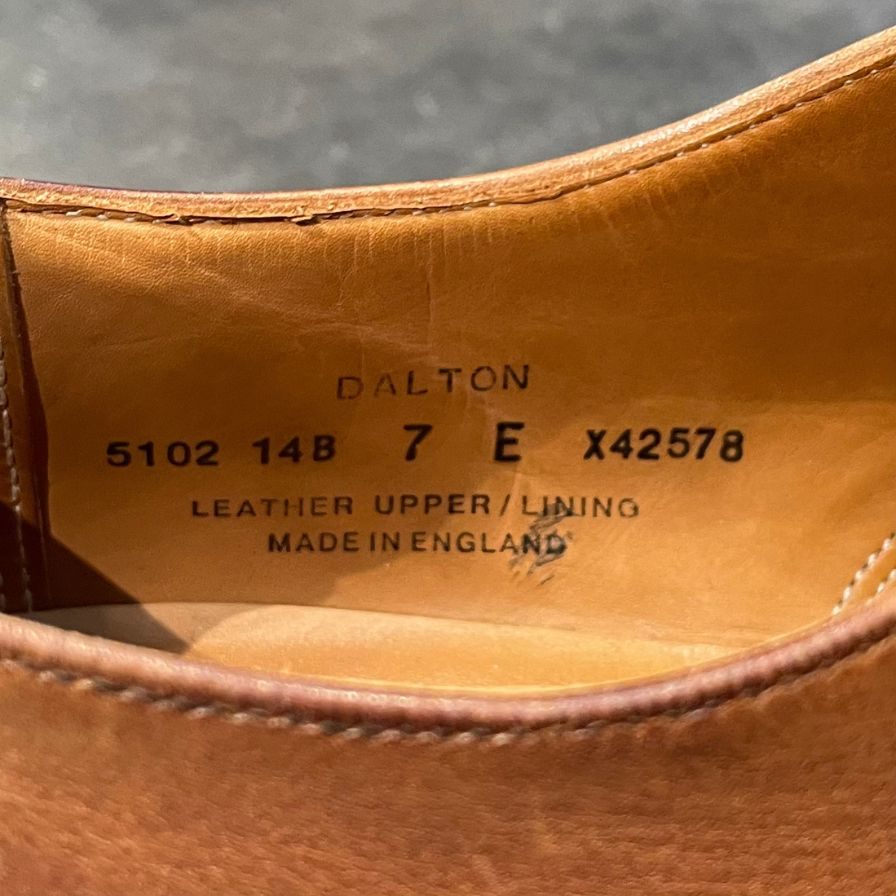 DALTON
5102 14B 7 E X42578
LEATHER UPPER/LINING
MADE IN ENGLAND